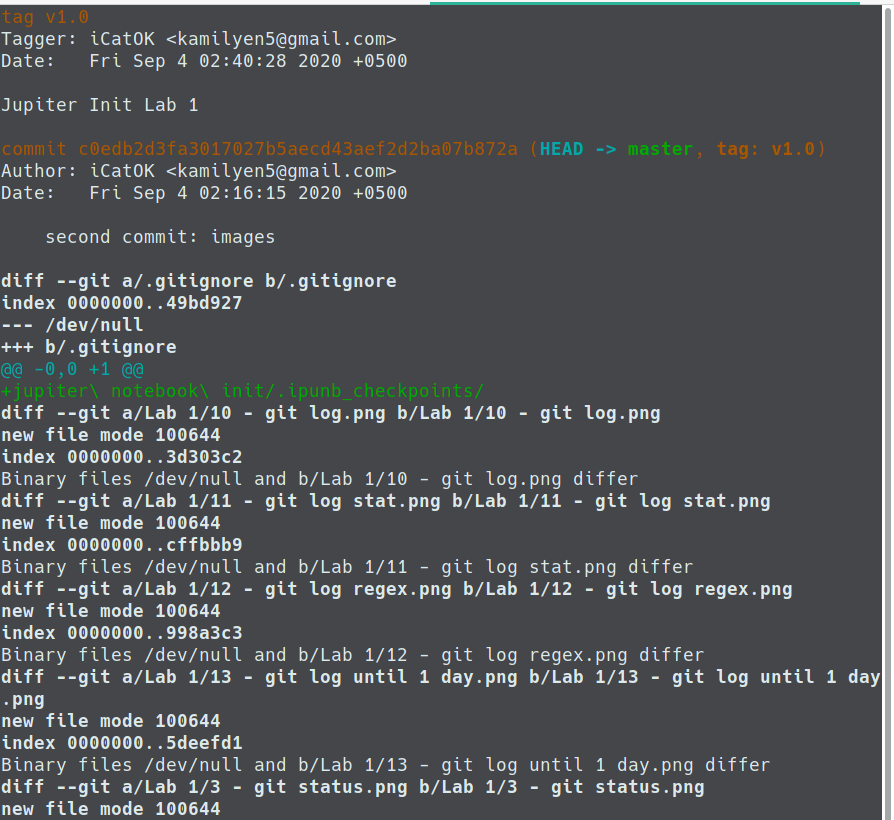 tag v1.0
Tagger: iCatOK <kamilyen5@gmail.com>
Date:   Fri Sep 4 02:40:28 2020 +0500

Jupiter Init Lab 1

commit c0edb2d3fa3017027b5aecd43aef2d2ba07b872a (HEAD -> master, tag: v1.0)
Author: iCatOK <kamilyen5@gmail.com>
Date:   Fri Sep 4 02:16:15 2020 +0500

    second commit: images

diff --git a/.gitignore b/.gitignore
index 0000000..49bd927
--- /dev/null
+++ b/.gitignore
@@ -0,0 +1 @@
+jupiter\ notebook\ init/.ipunb_checkpoints/
diff --git a/Lab 1/10 - git log.png b/Lab 1/10 - git log.png
new file mode 100644
index 0000000..3d303c2
Binary files /dev/null and b/Lab 1/10 - git log.png differ
diff --git a/Lab 1/11 - git log stat.png b/Lab 1/11 - git log stat.png
new file mode 100644
index 0000000..cffbbb9
Binary files /dev/null and b/Lab 1/11 - git log stat.png differ
diff --git a/Lab 1/12 - git log regex.png b/Lab 1/12 - git log regex.png
new file mode 100644
index 0000000..998a3c3
Binary files /dev/null and b/Lab 1/12 - git log regex.png differ
diff --git a/Lab 1/13 - git log until 1 day.png b/Lab 1/13 - git log until 1 day
.png
new file mode 100644
index 0000000..5deefd1
Binary files /dev/null and b/Lab 1/13 - git log until 1 day.png differ
diff --git a/Lab 1/3 - git status.png b/Lab 1/3 - git status.png
new file mode 100644